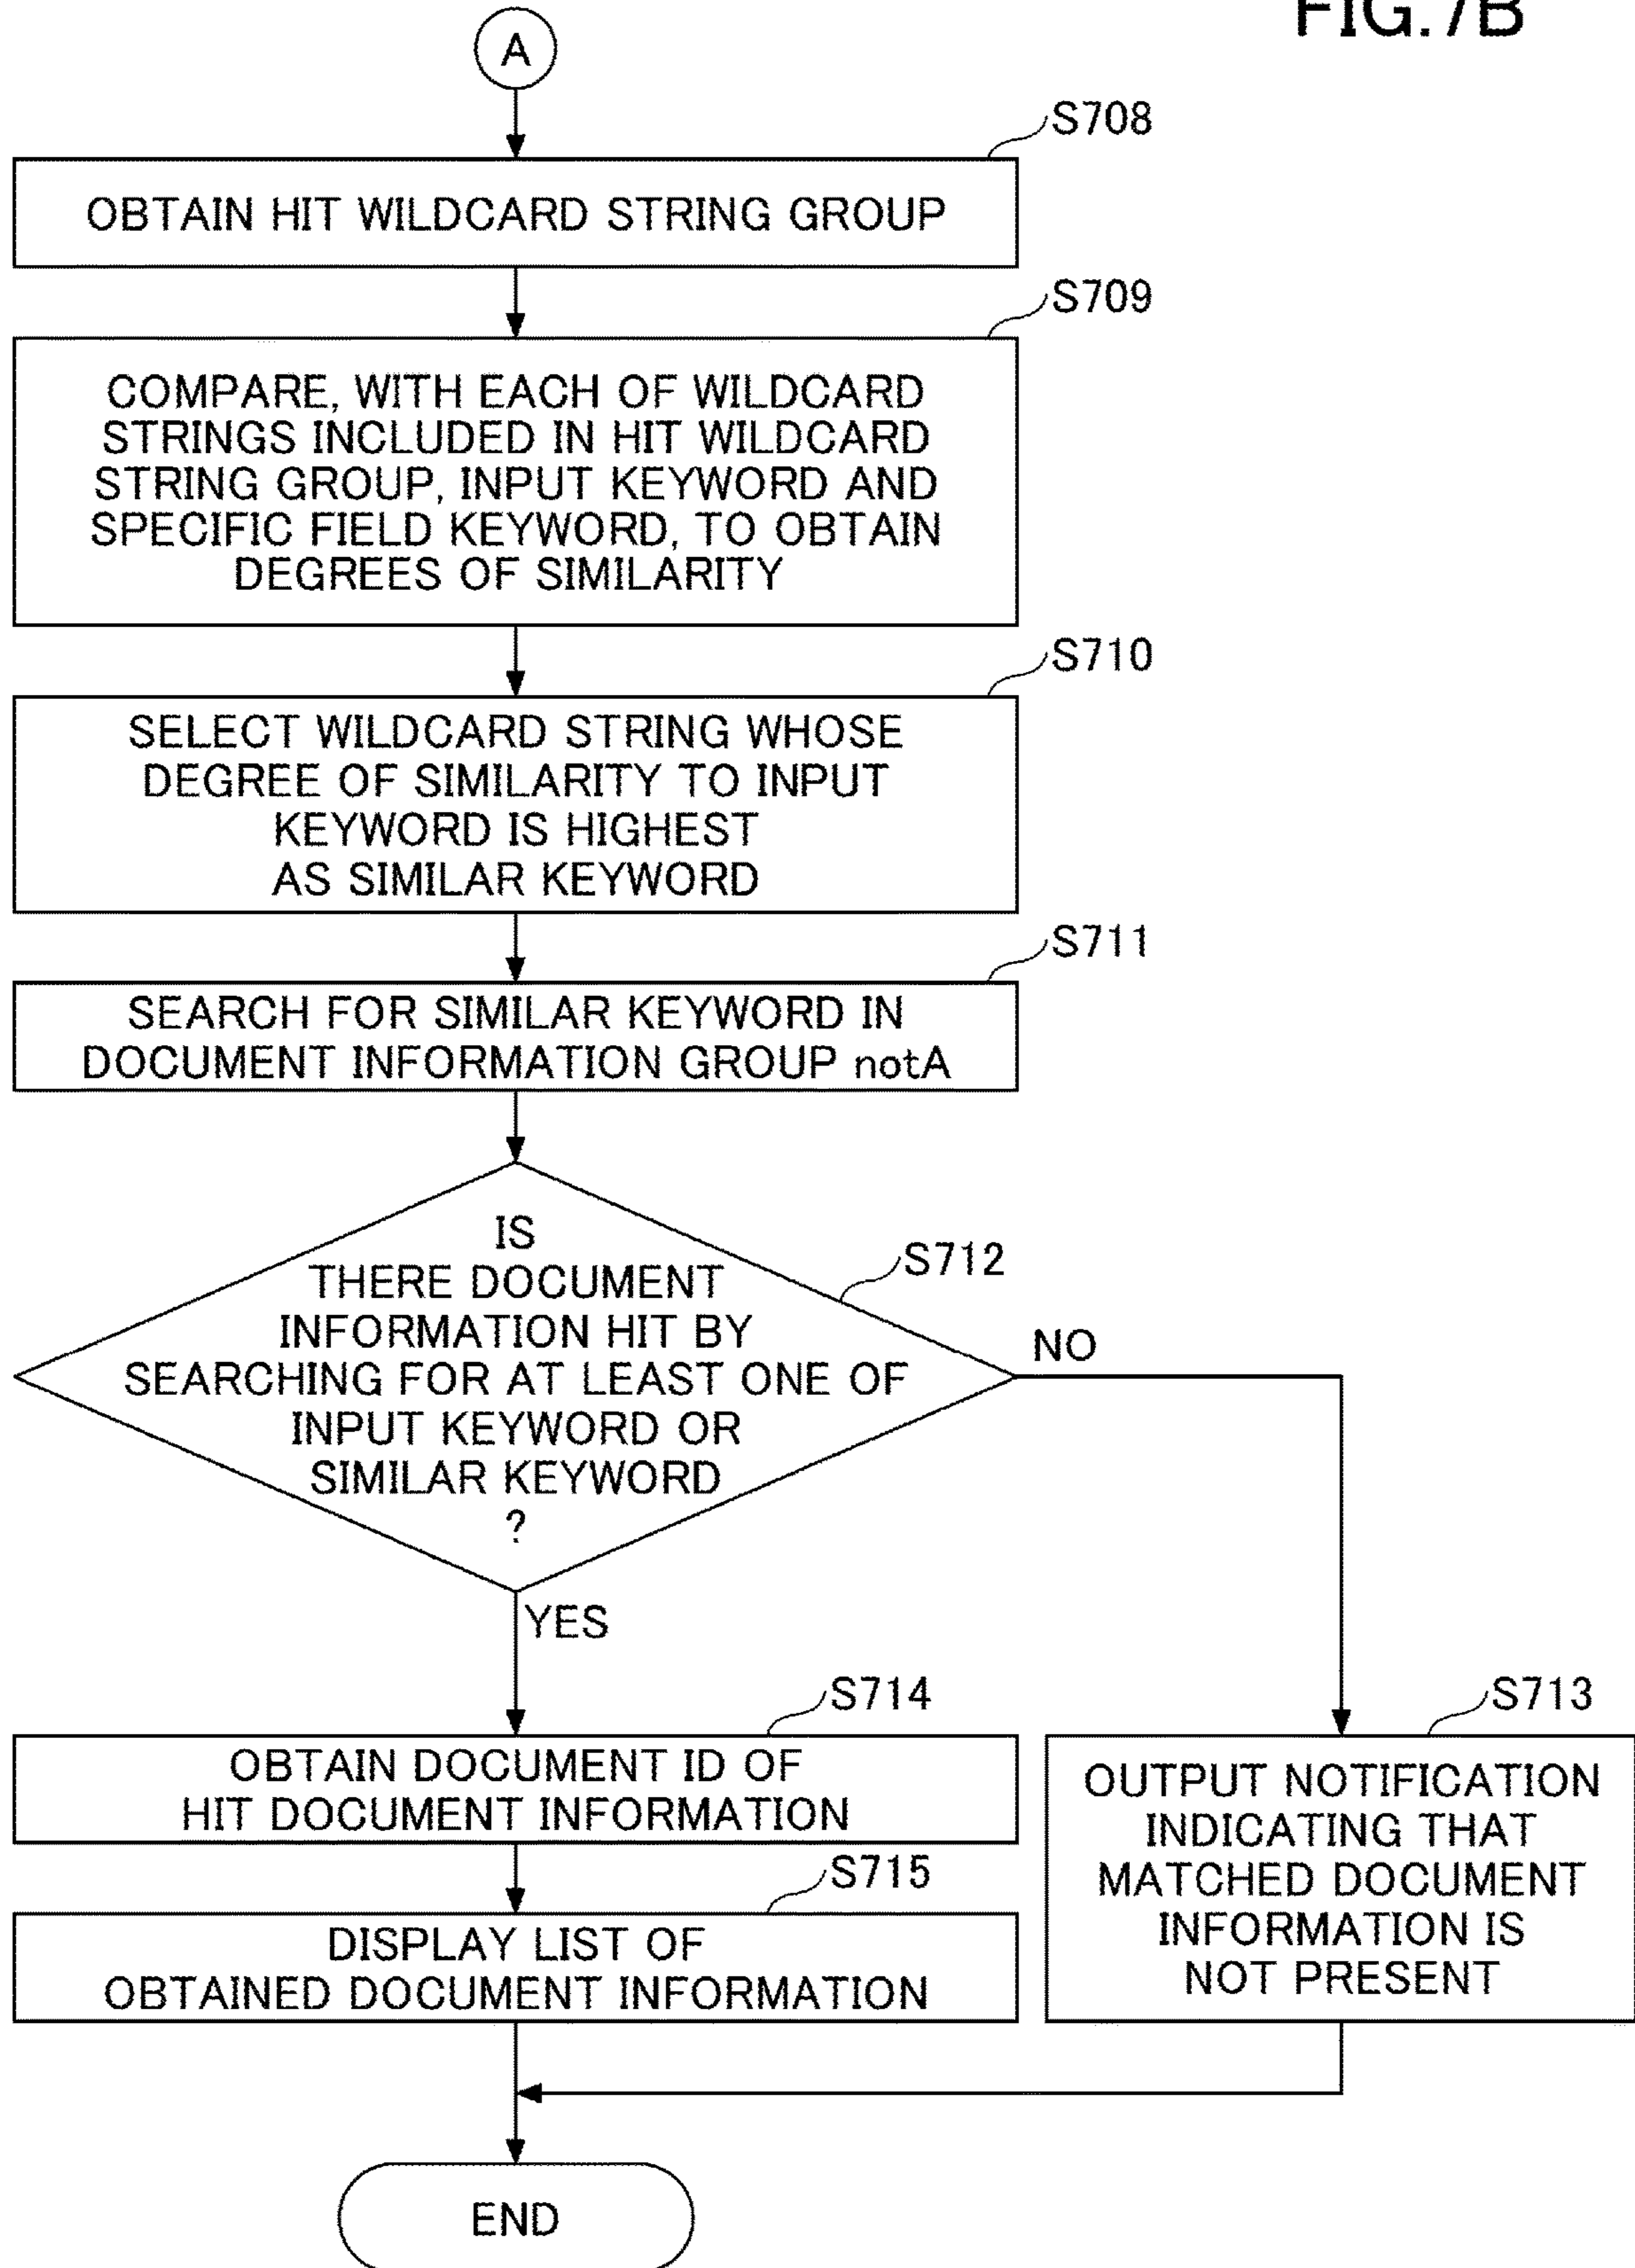 FIG. 7B
A
S708
OBTAIN HIT WILDCARD STRING GROUP
S709
COMPARE, WITH EACH OF WILDCARD
STRINGS INCLUDED IN HIT WILDCARD
STRING GROUP, INPUT KEYWORD AND
SPECIFIC FIELD KEYWORD, TO OBTAIN
DEGREES OF SIMILARITY
S710
SELECT WILDCARD STRING WHOSE
DEGREE OF SIMILARITY TO INPUT
KEYWORD IS HIGHEST
AS SIMILAR KEYWORD
S711
SEARCH FOR SIMILAR KEYWORD IN
DOCUMENT INFORMATION GROUP notA
S712
IS
THERE DOCUMENT
INFORMATION HIT BY
SEARCHING FOR AT LEAST ONE OF
INPUT KEYWORD OR
SIMILAR KEYWORD
?
NO
YES
S714
OBTAIN DOCUMENT ID OF
HIT DOCUMENT INFORMATION
S713
OUTPUT NOTIFICATION
INDICATING THAT
MATCHED DOCUMENT
INFORMATION IS
NOT PRESENT
S715
DISPLAY LIST OF
OBTAINED DOCUMENT INFORMATION
END